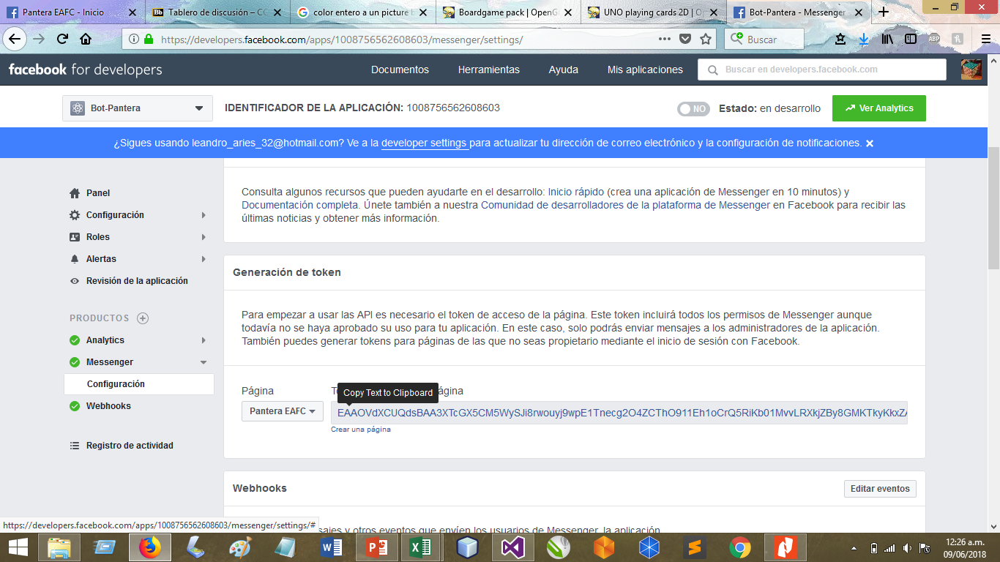 Pantera EAFC - Inicio
Tablero de discusión – CG
color entero a un picture b
Boardgame pack | OpenG
UNO playing cards 2D | Op
Bot-Pantera - Messenger
https://developers.facebook.com/apps/1008756562608603/messenger/settings/
Buscar
ABP
facebook for developers
Documentos
Herramientas
Ayuda
Mis aplicaciones
Buscar en developers.facebook.com
Bot-Pantera
IDENTIFICADOR DE LA APLICACIÓN: 1008756562608603
NO
Estado: en desarrollo
Ver Analytics
¿Sigues usando leandro_aries_32@hotmail.com? Ve a la developer settings para actualizar tu dirección de correo electrónico y la configuración de notificaciones.
Panel
Configuración
Roles
Alertas
Revisión de la aplicación
PRODUCTOS
Analytics
Messenger
Configuración
Webhooks
Registro de actividad
Consulta algunos recursos que pueden ayudarte en el desarrollo: Inicio rápido (crea una aplicación de Messenger en 10 minutos) y
Documentación completa. Únete también a nuestra Comunidad de desarrolladores de la plataforma de Messenger en Facebook para recibir las
últimas noticias y obtener más información.
Generación de token
Para empezar a usar las API es necesario el token de acceso de la página. Este token incluirá todos los permisos de Messenger aunque
todavía no se haya aprobado su uso para tu aplicación. En este caso, solo podrás enviar mensajes a los administradores de la aplicación.
También puedes generar tokens para páginas de las que no seas propietario mediante el inicio de sesión con Facebook.
Página
Copy Text to Clipboard
Pantera EAFC
EAAOVdXCUQdsBAA3XTcGX5CM5WySJi8rwouyj9wpE1Tnecg2O4ZCThO911Eh1oCrQ5RiKb01MvvLRXkjZBy8GMKTkyKkxZA
Crear una página
Webhooks
Editar eventos
sajes y otros eventos que envíen los usuarios de Messenger, la aplicación
https://developers.facebook.com/apps/1008756562608603/messenger/settings/#
12:26 a.m.
09/06/2018